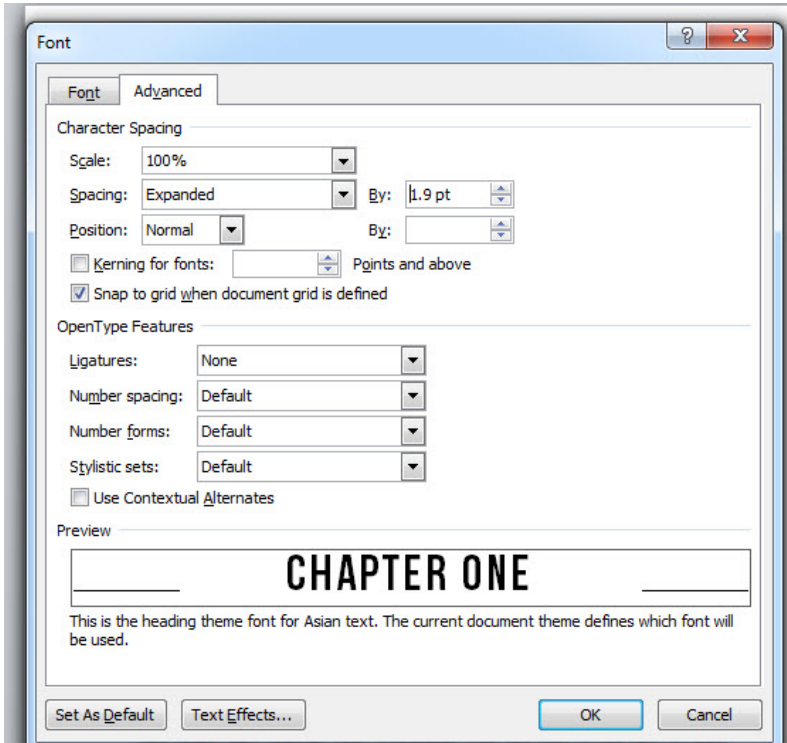 Font
Font Advanced
Character Spacing
Scale: 100%
Spacing: Expanded By: 1.9 pt
Position: Normal By:
Kerning for fonts: Points and above
Snap to grid when document grid is defined
OpenType Features
Ligatures: None
Number spacing: Default
Number forms: Default
Stylistic sets: Default
Use Contextual Alternates
Preview
CHAPTER ONE
This is the heading theme font for Asian text. The current document theme defines which font will
be used.
Set As Default Text Effects... OK Cancel